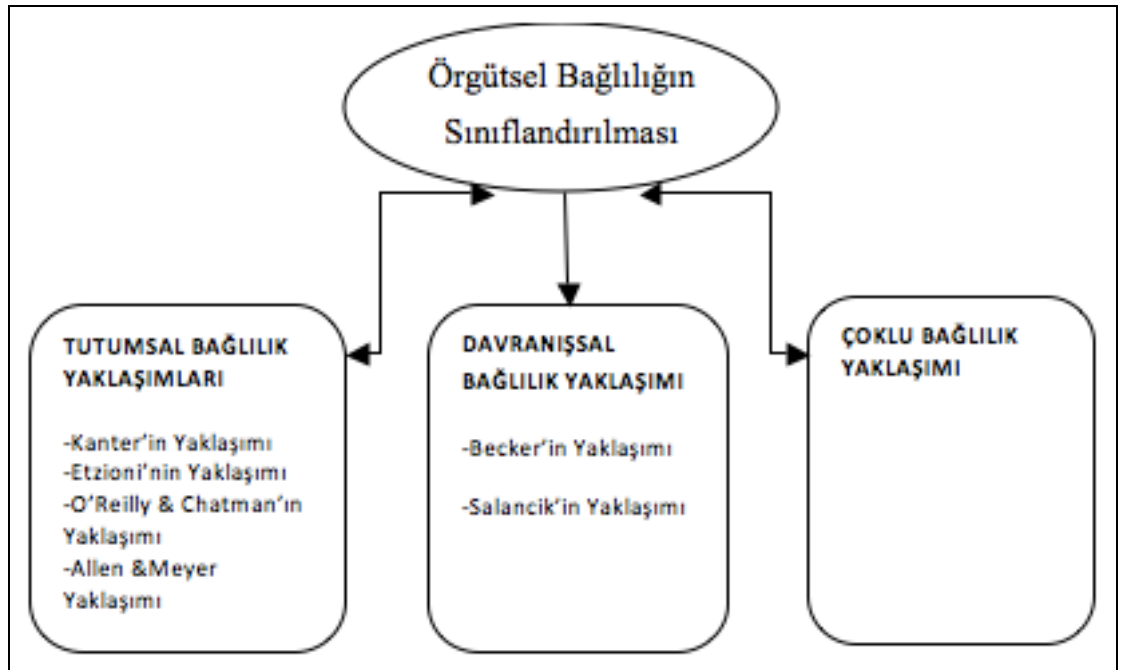 Örgütsel Bağlılığın
Sınıflandırılması
TUTUMSAL BAĞLILIK
YAKLAŞIMLARI
-Kanter’in Yaklaşımı
-Etzioni’nin Yaklaşımı
-O’Reilly & Chatman’ın
Yaklaşımı
-Allen &Meyer
Yaklaşımı
DAVRANIŞSAL
BAĞLILIK YAKLAŞIMI
-Becker’in Yaklaşımı
-Salancik’in Yaklaşımı
ÇOKLU BAĞLILIK
YAKLAŞIMI